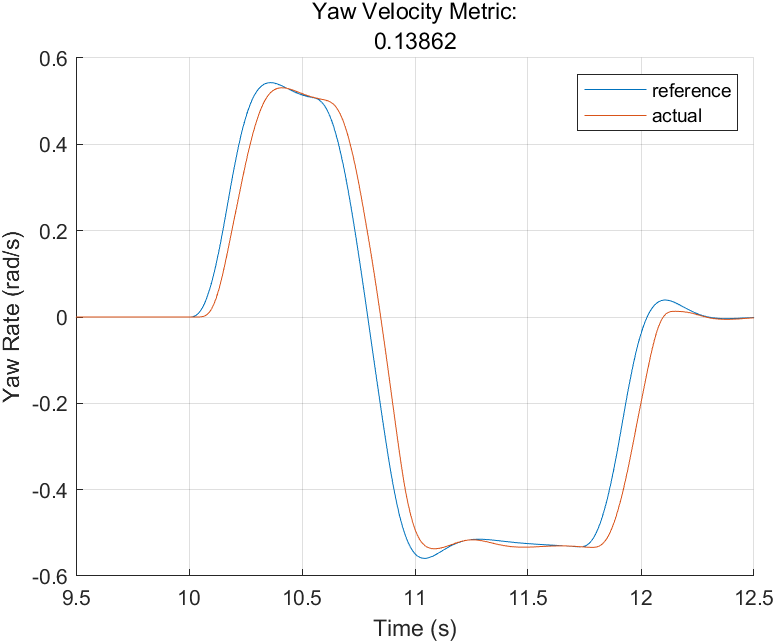 Yaw Velocity Metric:
0.13862
reference
actual
0.6
0.4
0.2
0
-0.2
-0.4
-0.6
Yaw Rate (rad/s)
9.5 10 10.5 11 11.5 12 12.5
Time (s)